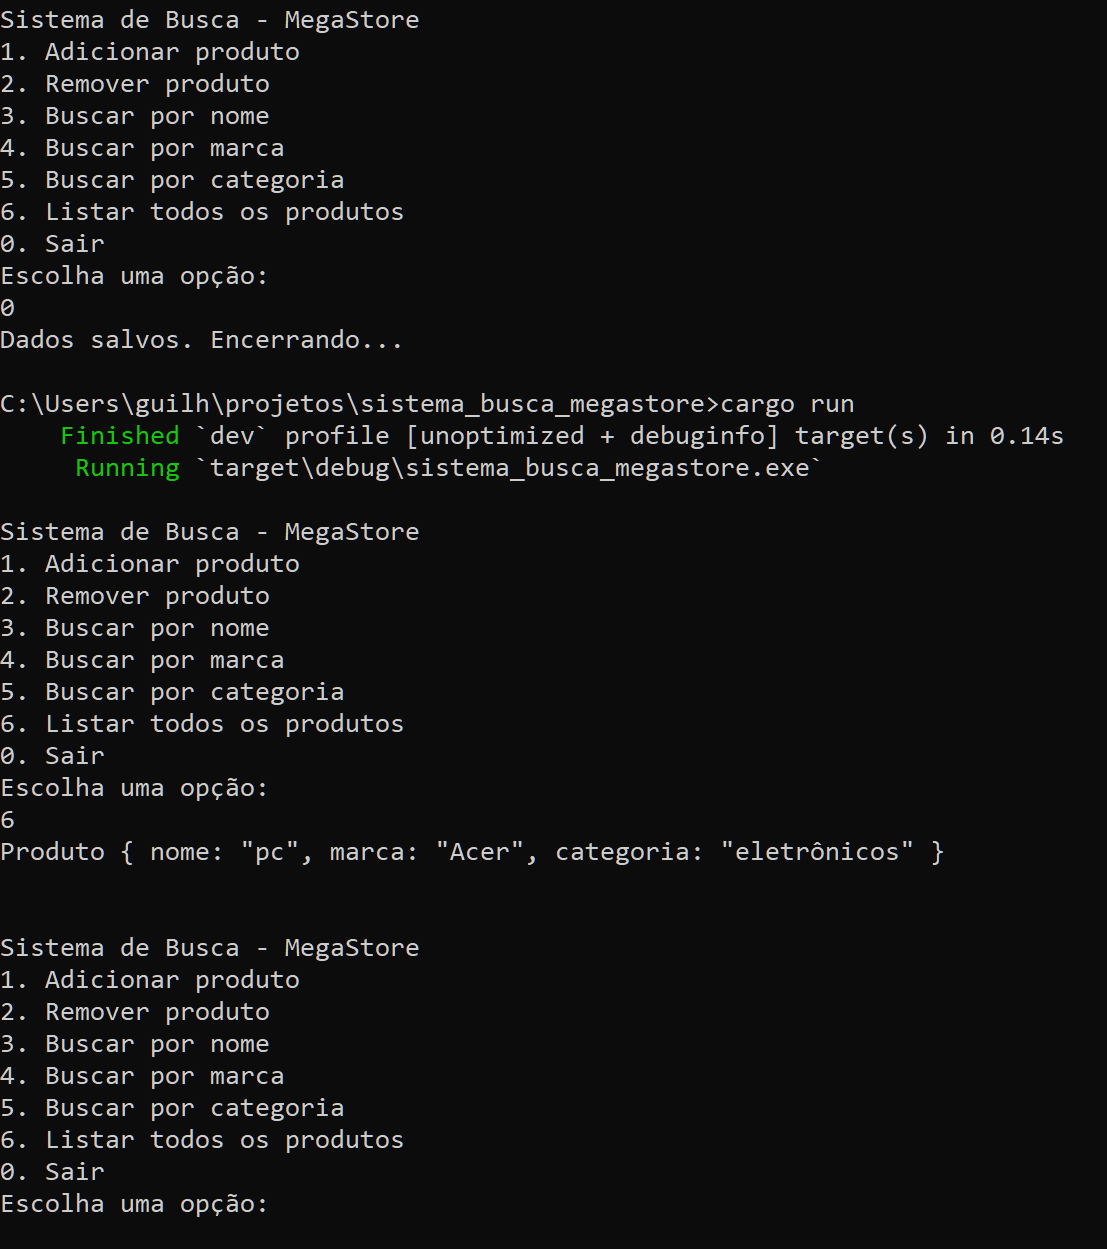 Sistema de Busca - MegaStore
1. Adicionar produto
2. Remover produto
3. Buscar por nome
4. Buscar por marca
5. Buscar por categoria
6. Listar todos os produtos
0. Sair
Escolha uma opção:
0
Dados salvos. Encerrando...
C:\Users\guilh\projetos\sistema_busca_megastore>cargo run
Finished `dev` profile [unoptimized + debuginfo] target(s) in 0.14s
Running `target\debug\sistema_busca_megastore.exe`
Sistema de Busca - MegaStore
1. Adicionar produto
2. Remover produto
3. Buscar por nome
4. Buscar por marca
5. Buscar por categoria
6. Listar todos os produtos
0. Sair
Escolha uma opção:
6
Produto { nome: "pc", marca: "Acer", categoria: "eletrônicos" }
Sistema de Busca - MegaStore
1. Adicionar produto
2. Remover produto
3. Buscar por nome
4. Buscar por marca
5. Buscar por categoria
6. Listar todos os produtos
0. Sair
Escolha uma opção: